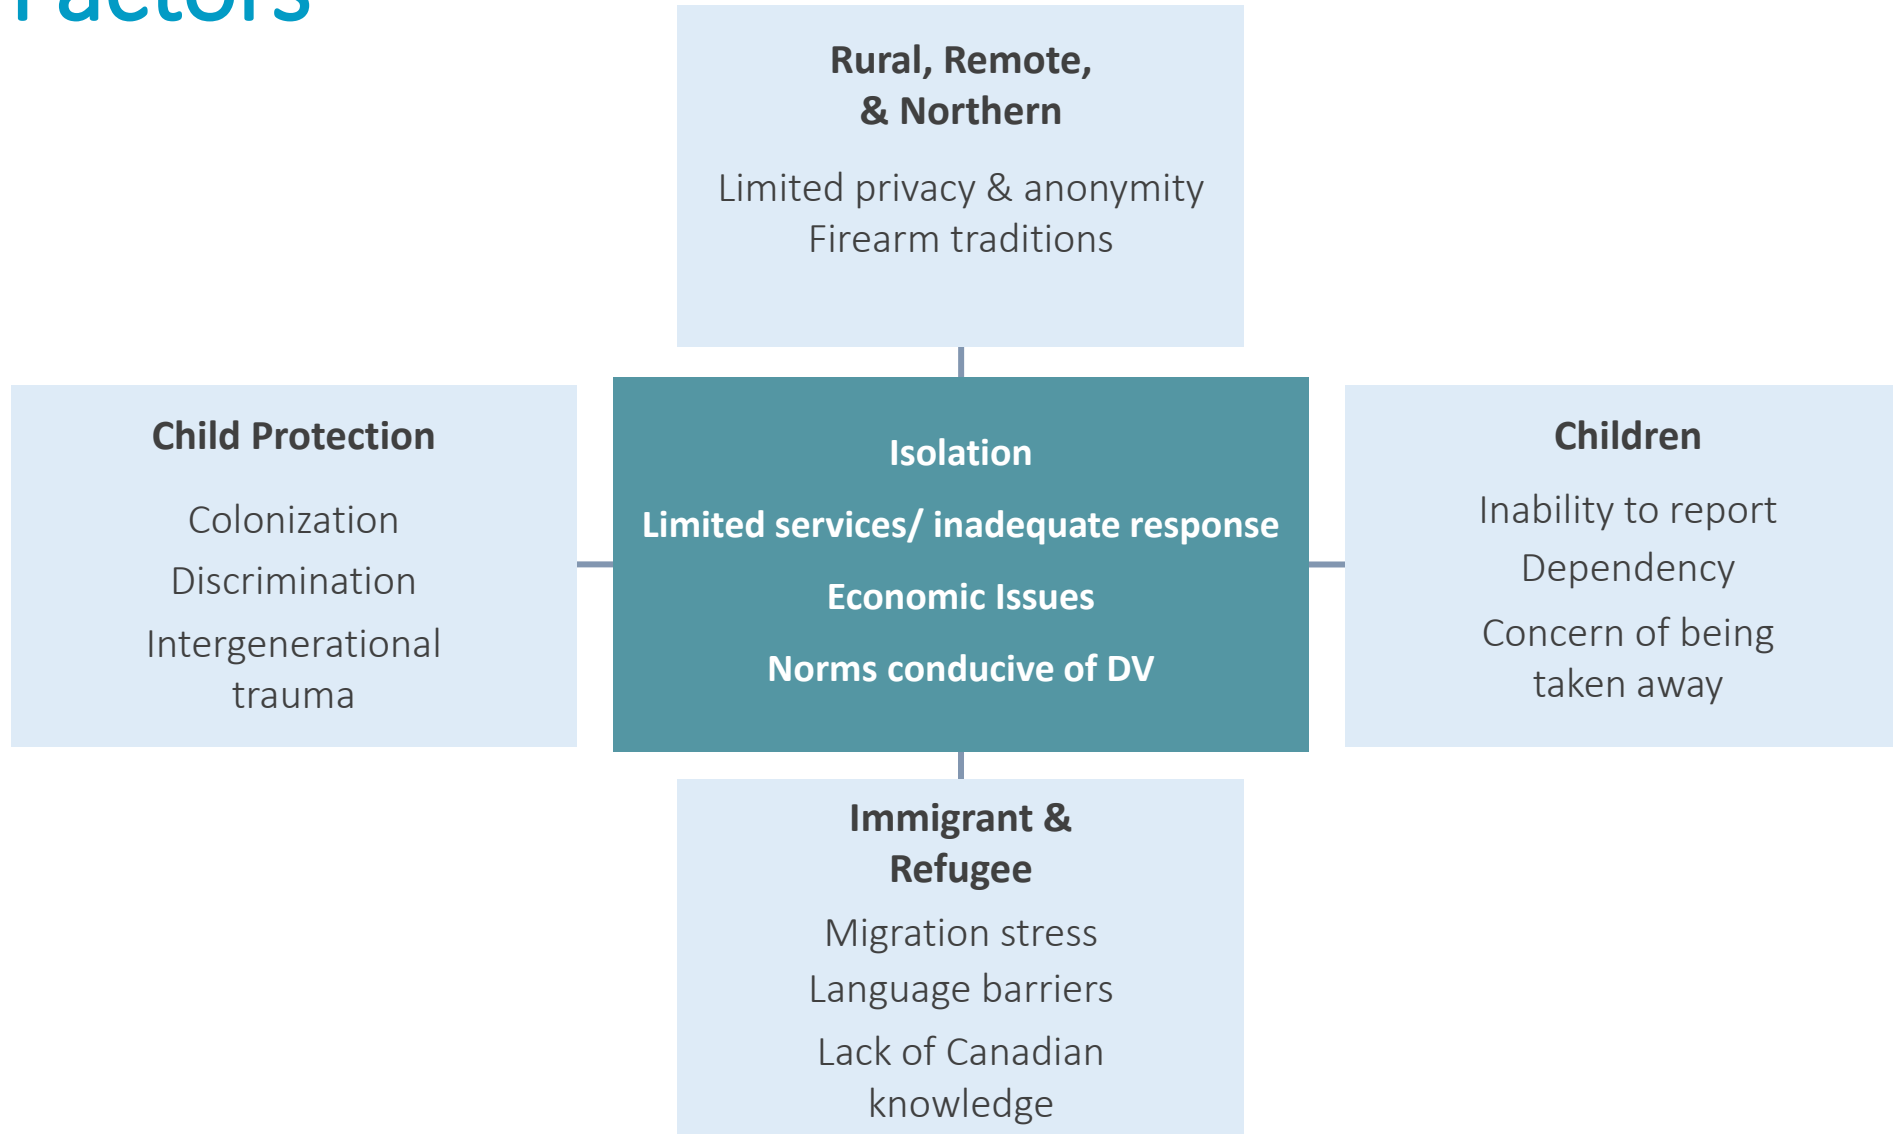 Factors
Rural, Remote,
& Northern
Limited privacy & anonymity
Firearm traditions
Child Protection
Colonization
Discrimination
Intergenerational
trauma
Isolation
Limited services/ inadequate response
Economic Issues
Norms conducive of DV
Children
Inability to report
Dependency
Concern of being
taken away
Immigrant &
Refugee
Migration stress
Language barriers
Lack of Canadian
knowledge